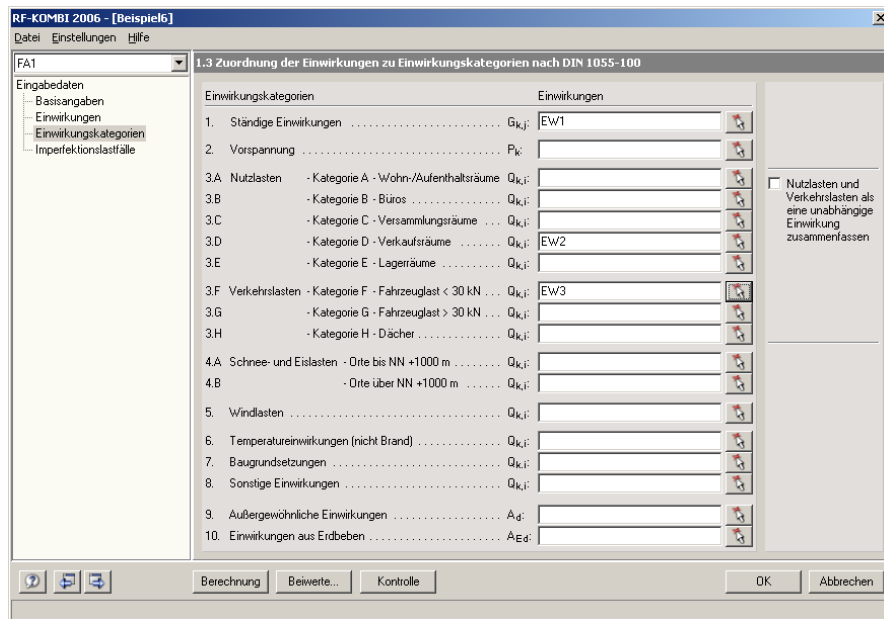 RF-KOMBI 2006 - [Beispiel6]
Datei Einstellungen Hilfe
FA1
1.3 Zuordnung der Einwirkungen zu Einwirkungskategorien nach DIN 1055-100
Eingabedaten
Basisangaben
Einwirkungen
Einwirkungskategorien
Imperfektionslastfälle
Einwirkungskategorien Einwirkungen
1. Ständige Einwirkungen ........................ Gk,j: EW1
2. Vorspannung ................................ Pk:
3.A Nutzlasten - Kategorie A - Wohn-/Aufenthaltsräume Qk,i:
3.B - Kategorie B - Büros .................... Qk,i:
3.C - Kategorie C - Versammlungsräume ... Qk,i:
3.D - Kategorie D - Verkaufsräume ....... Qk,i: EW2
3.E - Kategorie E - Lagerräume .......... Qk,i:
3.F Verkehrslasten - Kategorie F - Fahrzeuglast < 30 kN ... Qk,i: EW3
3.G - Kategorie G - Fahrzeuglast > 30 kN ... Qk,i:
3.H - Kategorie H - Dächer .............. Qk,i:
4.A Schnee- und Eislasten - Orte bis NN +1000 m ....... Qk,i:
4.B - Orte über NN +1000 m ...... Qk,i:
5. Windlasten ................................. Qk,i:
6. Temperatureinwirkungen (nicht Brand) ............. Qk,i:
7. Baugrundsetzungen .......................... Qk,i:
8. Sonstige Einwirkungen ......................... Qk,i:
9. Außergewöhnliche Einwirkungen ................. Ad:
10. Einwirkungen aus Erdbeben ..................... AEd:
Nutzlasten und
Verkehrslasten als
eine unabhängige
Einwirkung
zusammenfassen
Berechnung Beiwerte... Kontrolle OK Abbrechen